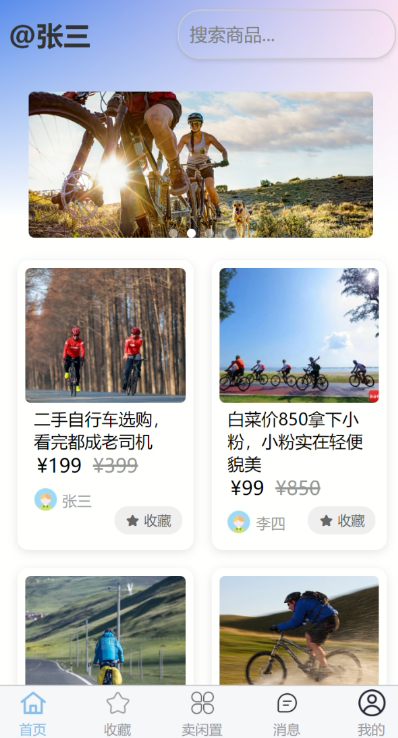 @张三
搜索商品...
二手自行车选购，
看完都成老司机
¥199 ¥399
张三
收藏
白菜价850拿下小
粉，小粉实在轻便
貌美
¥99 ¥850
李四
收藏
首页
收藏
卖闲置
消息
我的